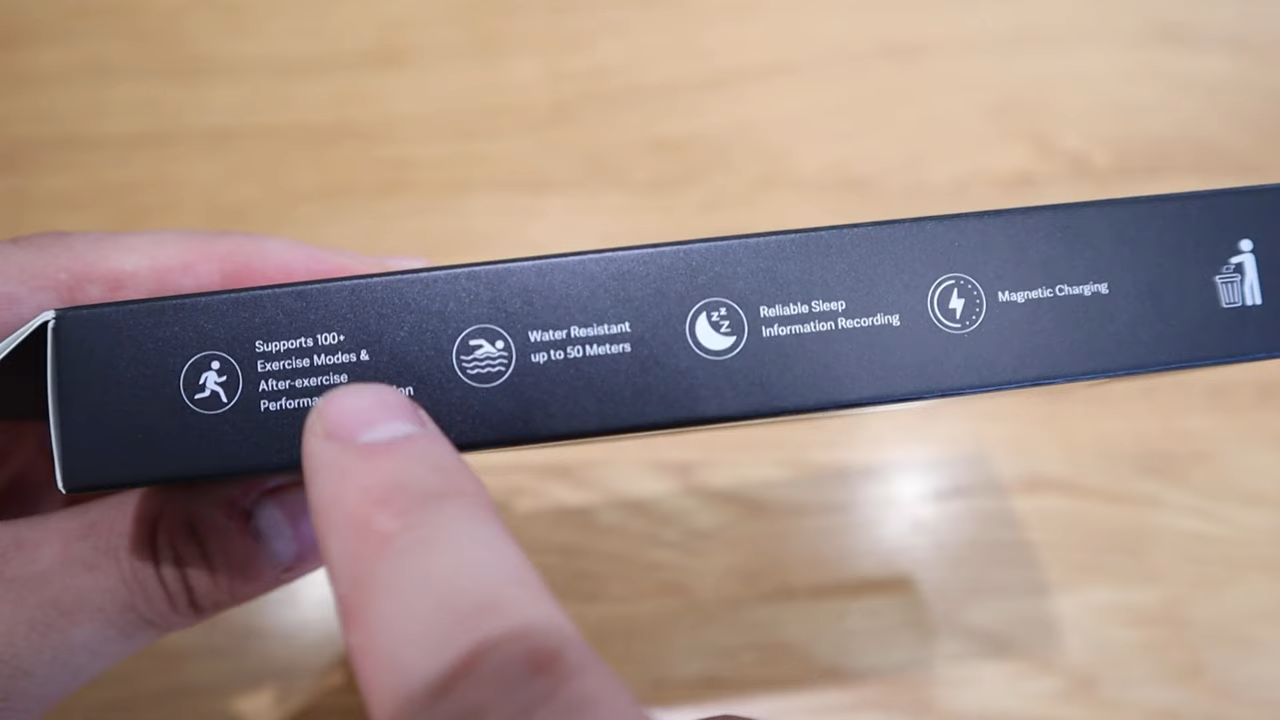 Supports 100+
Exercise Modes &
After-exercise
Water Resistant
up to 50 Meters
Reliable Sleep
Information Recording
Magnetic Charging